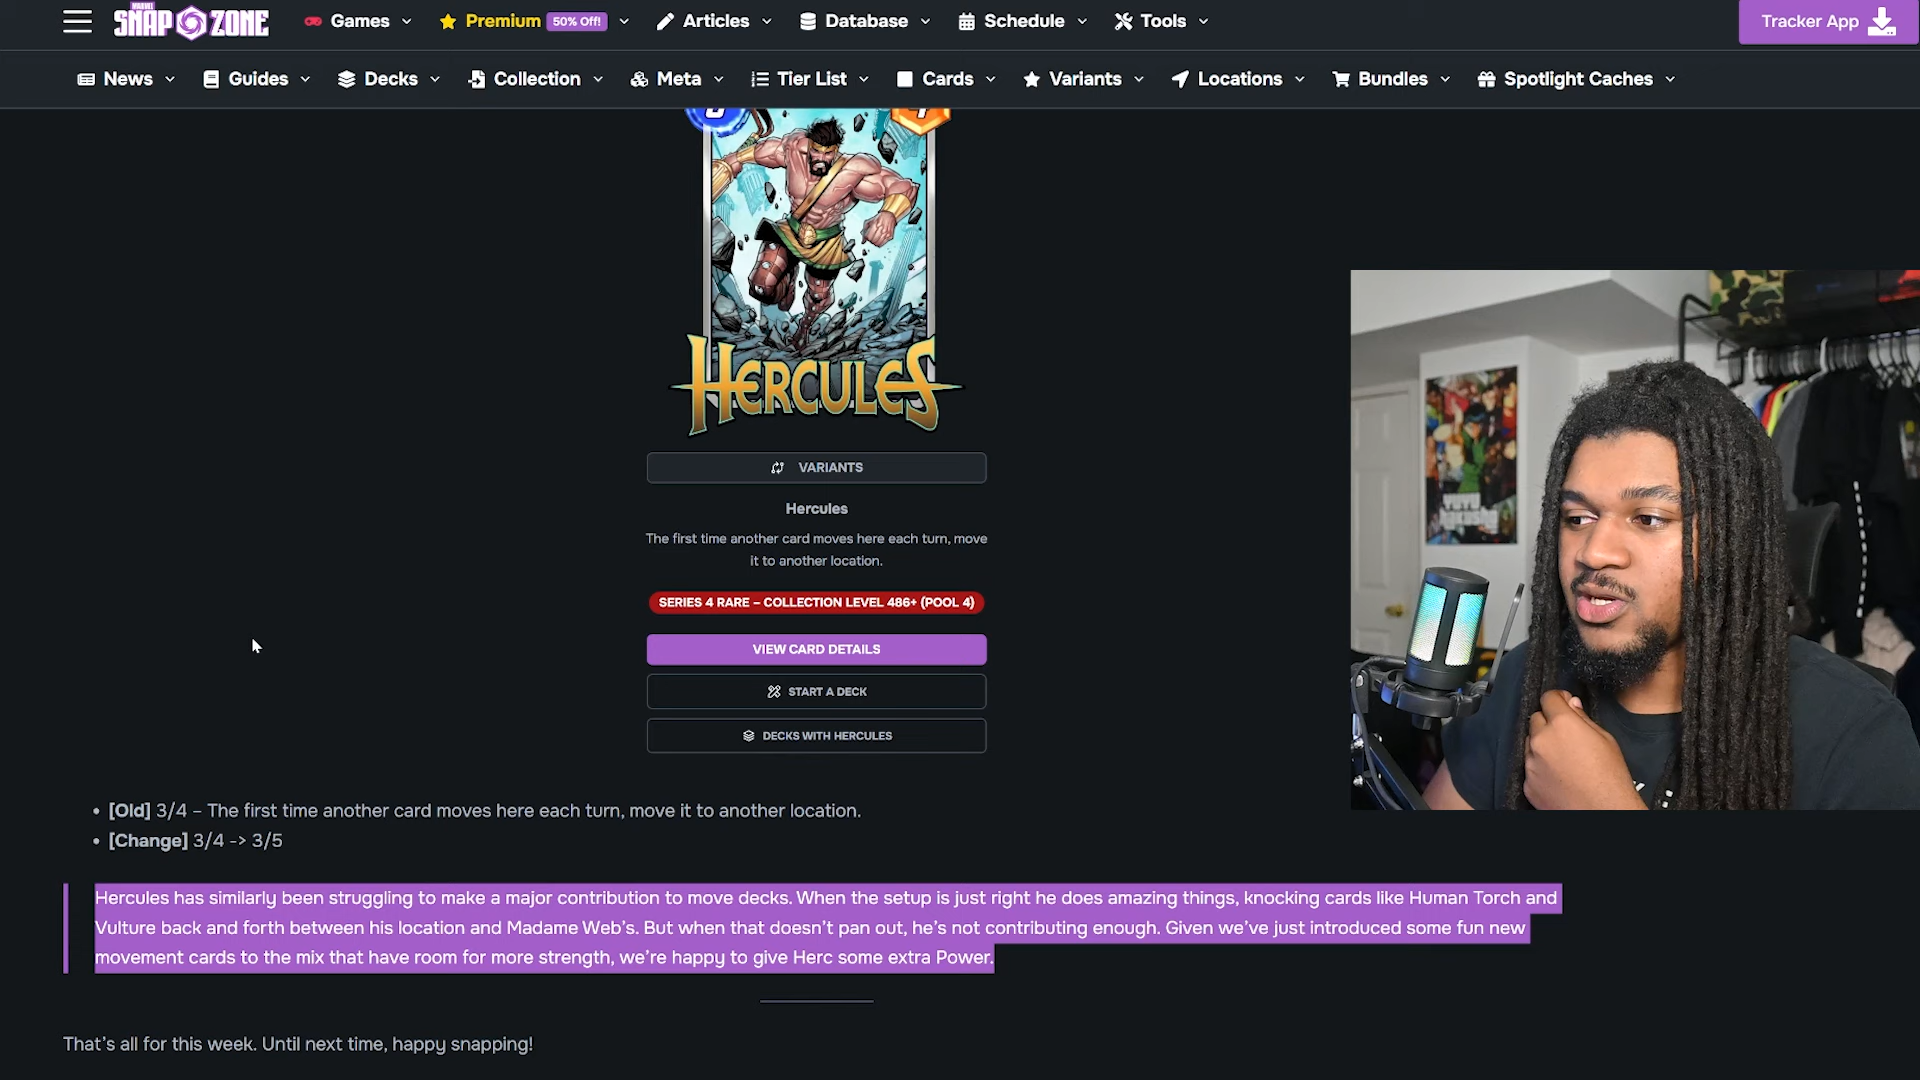 MARVEL
SNAP ZONE
Games
Premium 50% Off!
Articles
Database
Schedule
Tools
Tracker App
News
Guides
Decks
Collection
Meta
Tier List
Cards
Variants
Locations
Bundles
Spotlight Caches
HERCULES
VARIANTS
Hercules
The first time another card moves here each turn, move
it to another location.
SERIES 4 RARE – COLLECTION LEVEL 486+ (POOL 4)
VIEW CARD DETAILS
START A DECK
DECKS WITH HERCULES
• [Old] 3/4 – The first time another card moves here each turn, move it to another location.
• [Change] 3/4 -> 3/5
Hercules has similarly been struggling to make a major contribution to move decks. When the setup is just right he does amazing things, knocking cards like Human Torch and
Vulture back and forth between his location and Madame Web’s. But when that doesn’t pan out, he’s not contributing enough. Given we’ve just introduced some fun new
movement cards to the mix that have room for more strength, we’re happy to give Herc some extra Power.
That’s all for this week. Until next time, happy snapping!